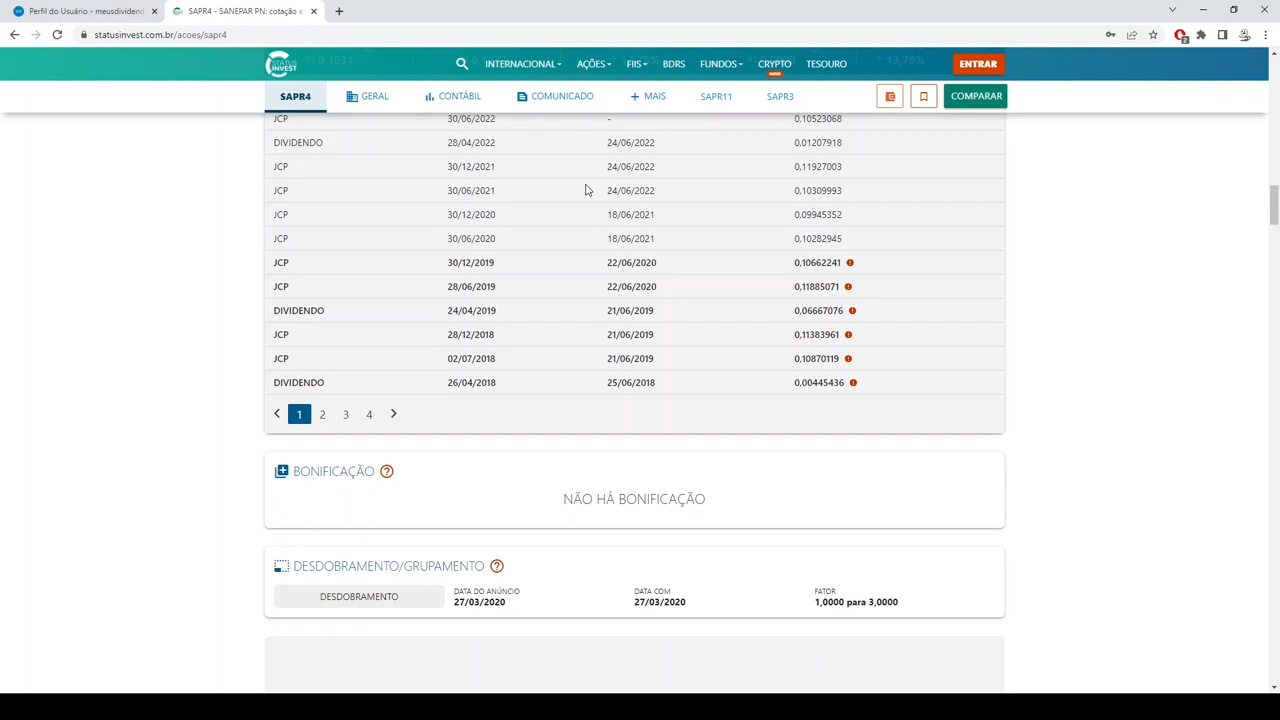 Perfil do Usuário - meusdividend
SAPR4 - SANEPAR PN: cotação e
statusinvest.com.br/acoes/sapr4
2
STATUS INVEST
INTERNACIONAL
AÇÕES
FIIS
BDRS
FUNDOS
CRYPTO
TESOURO
ENTRAR
SAPR4
GERAL
CONTÁBIL
COMUNICADO
MAIS
SAPR11
SAPR3
COMPARAR
JCP 30/06/2022 - 0,10523068
DIVIDENDO 28/04/2022 24/06/2022 0,01207918
JCP 30/12/2021 24/06/2022 0,11927003
JCP 30/06/2021 24/06/2022 0,10309993
JCP 30/12/2020 18/06/2021 0,09945352
JCP 30/06/2020 18/06/2021 0,10282945
JCP 30/12/2019 22/06/2020 0,10662241
JCP 28/06/2019 22/06/2020 0,11885071
DIVIDENDO 24/04/2019 21/06/2019 0,06667076
JCP 28/12/2018 21/06/2019 0,11383961
JCP 02/07/2018 21/06/2019 0,10870119
DIVIDENDO 26/04/2018 25/06/2018 0,00445436
1 2 3 4
BONIFICAÇÃO
NÃO HÁ BONIFICAÇÃO
DESDOBRAMENTO/GRUPAMENTO
DESDOBRAMENTO
DATA DO ANÚNCIO
27/03/2020
DATA COM
27/03/2020
FATOR
1,0000 para 3,0000